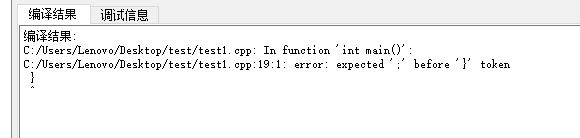 编译结果 调试信息
编译结果:
C:/Users/Lenovo/Desktop/test/test1.cpp: In function 'int main()':
C:/Users/Lenovo/Desktop/test/test1.cpp:19:1: error: expected ';' before '}' token
}
^